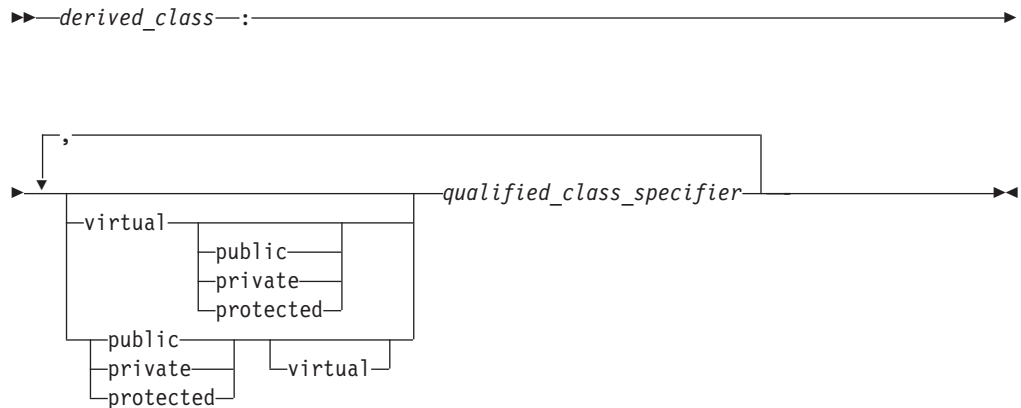 derived_class :
,
qualified_class_specifier
virtual
public
private
protected
public
private
virtual
protected